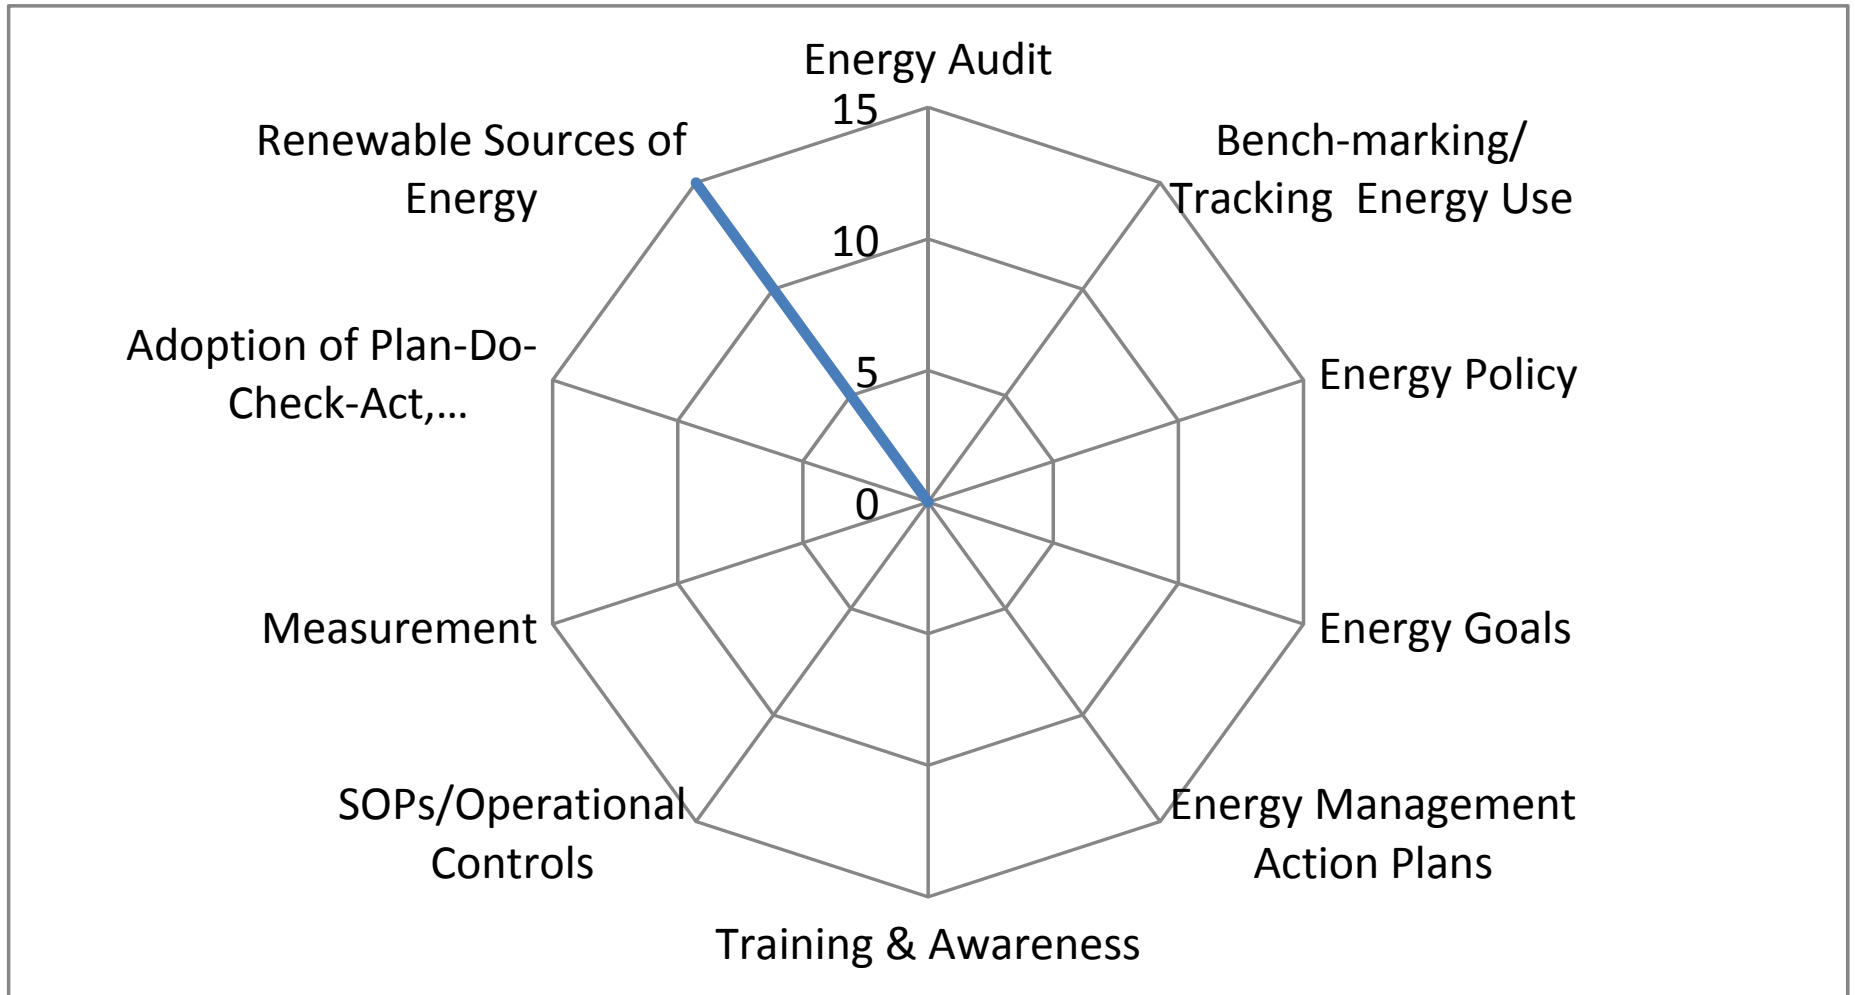 Energy Audit
15
Renewable Sources of
Energy
Bench-marking/
Tracking  Energy Use
10
Adoption of Plan-Do-
Check-Act,...
5
Energy Policy
0
Measurement
Energy Goals
SOPs/Operational
Controls
Energy Management
Action Plans
Training & Awareness